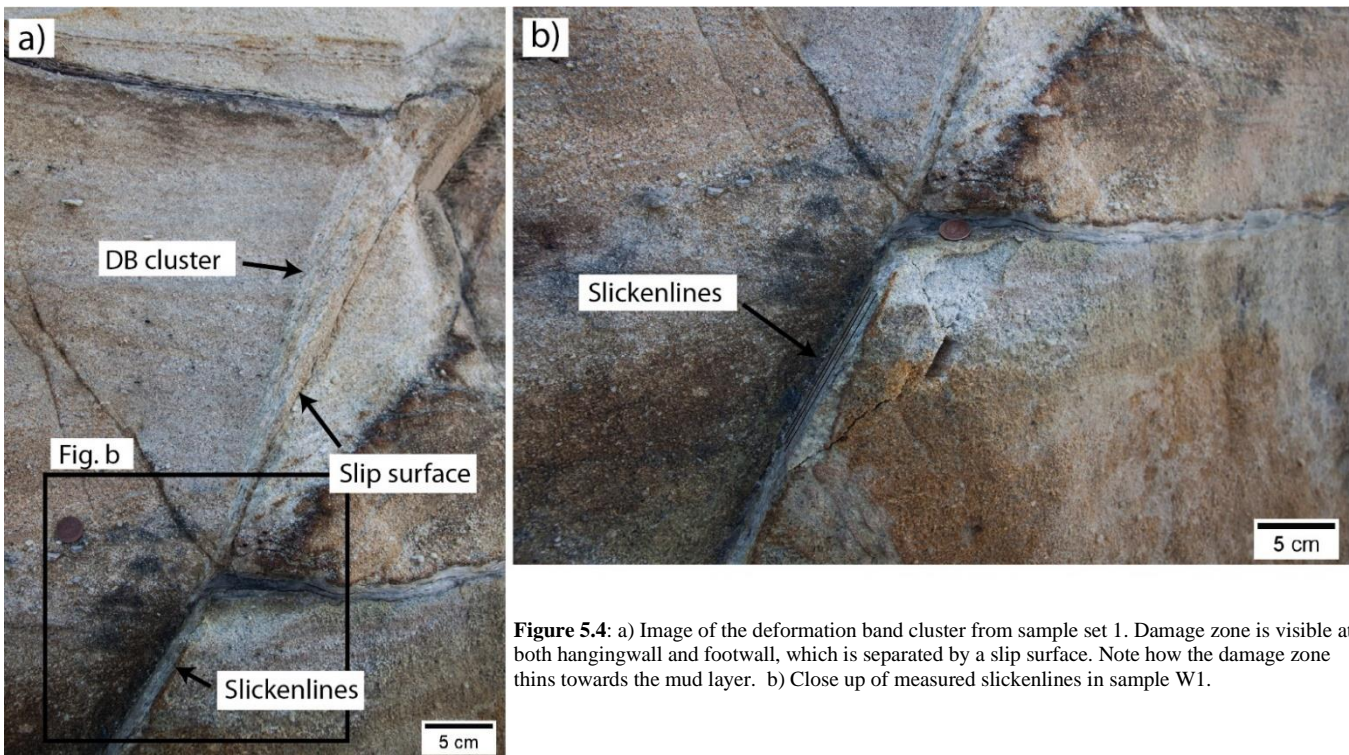 a)
DB cluster
Fig. b
Slip surface
Slickenlines
5 cm
b)
Slickenlines
5 cm
Figure 5.4: a) Image of the deformation band cluster from sample set 1. Damage zone is visible at
both hangingwall and footwall, which is separated by a slip surface. Note how the damage zone
thins towards the mud layer. b) Close up of measured slickenlines in sample W1.